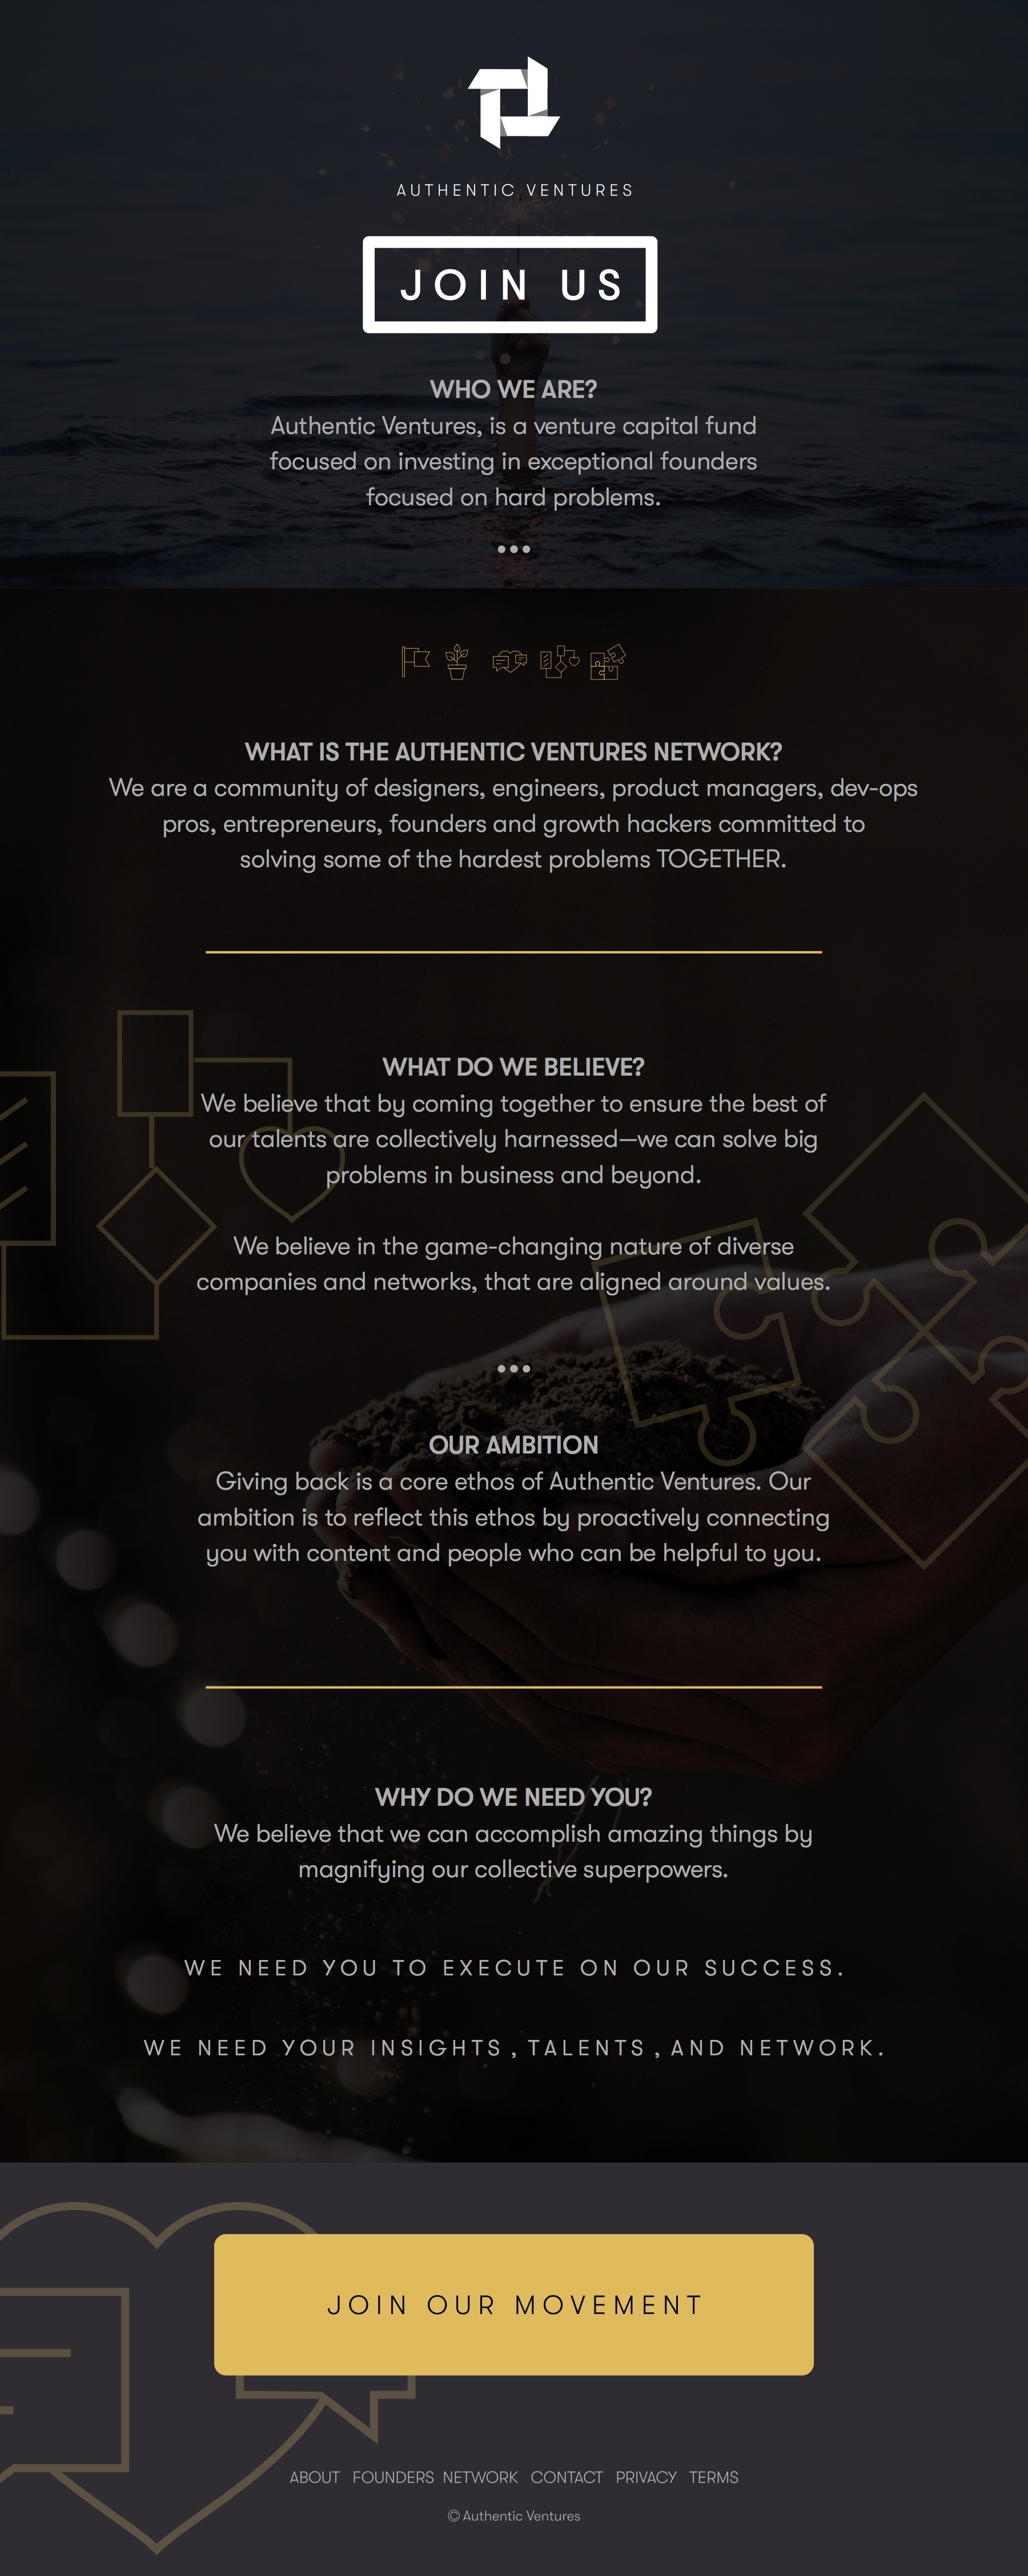 AUTHENTIC VENTURES
JOIN US
WHO WE ARE?
Authentic Ventures, is a venture capital fund
focused on investing in exceptional founders
focused on hard problems.
WHAT IS THE AUTHENTIC VENTURES NETWORK?
We are a community of designers, engineers, product managers, dev-ops
pros, entrepreneurs, founders and growth hackers committed to
solving some of the hardest problems TOGETHER.
WHAT DO WE BELIEVE?
We believe that by coming together to ensure the best of
our talents are collectively harnessed—we can solve big
problems in business and beyond.
We believe in the game-changing nature of diverse
companies and networks, that are aligned around values.
OUR AMBITION
Giving back is a core ethos of Authentic Ventures. Our
ambition is to reflect this ethos by proactively connecting
you with content and people who can be helpful to you.
WHY DO WE NEED YOU?
We believe that we can accomplish amazing things by
magnifying our collective superpowers.
WE NEED YOU TO EXECUTE ON OUR SUCCESS.
WE NEED YOUR INSIGHTS, TALENTS, AND NETWORK.
JOIN OUR MOVEMENT
ABOUT FOUNDERS NETWORK CONTACT PRIVACY TERMS
© Authentic Ventures